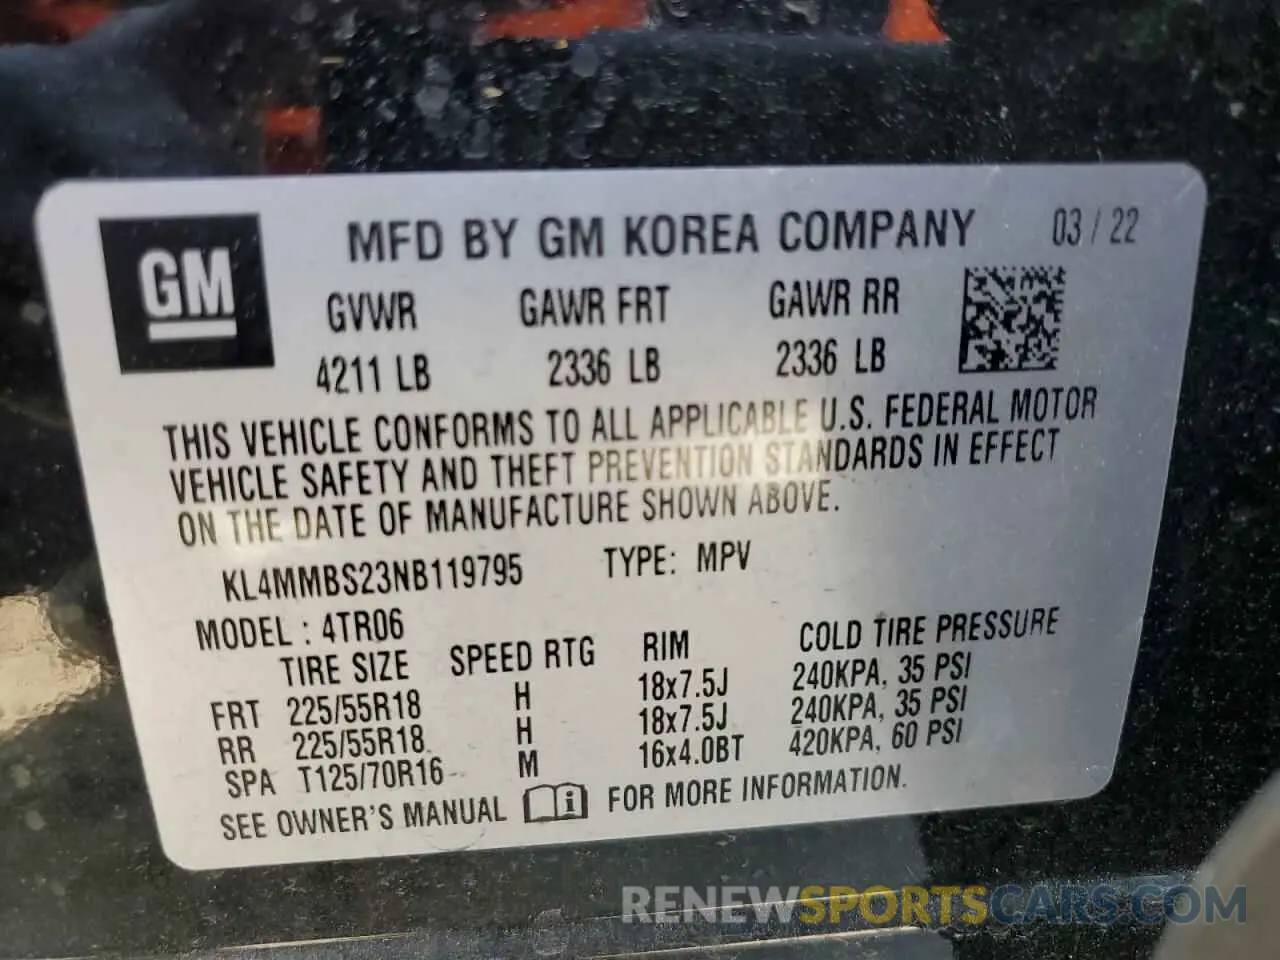 GM
MFD BY GM KOREA COMPANY 03 / 22
GVWR GAWR FRT GAWR RR
4211 LB 2336 LB 2336 LB
THIS VEHICLE CONFORMS TO ALL APPLICABLE U.S. FEDERAL MOTOR
VEHICLE SAFETY AND THEFT PREVENTION STANDARDS IN EFFECT
ON THE DATE OF MANUFACTURE SHOWN ABOVE.
KL4MMBS23NB119795 TYPE: MPV
MODEL : 4TR06
TIRE SIZE SPEED RTG RIM COLD TIRE PRESSURE
FRT 225/55R18 H 18x7.5J 240KPA, 35 PSI
RR 225/55R18 H 18x7.5J 240KPA, 35 PSI
SPA T125/70R16 M 16x4.0BT 420KPA, 60 PSI
SEE OWNER'S MANUAL i FOR MORE INFORMATION.
RENEWSPORTSCARS.COM